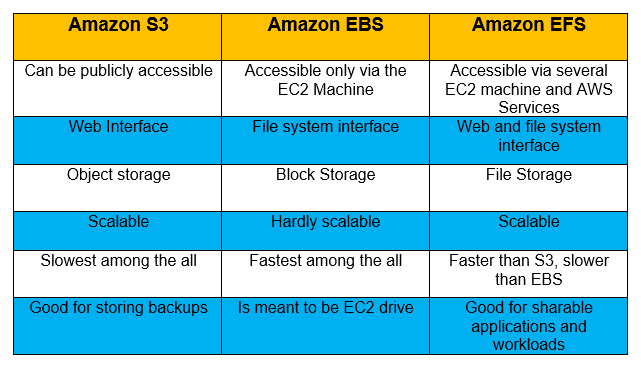 Amazon S3 Amazon EBS Amazon EFS
Can be publicly accessible
Accessible only via the
EC2 Machine
Accessible via several
EC2 machine and AWS
Services
Web Interface
File system interface
Web and file system
interface
Object storage
Block Storage
File Storage
Scalable
Hardly scalable
Scalable
Slowest among the all
Fastest among the all
Faster than S3, slower
than EBS
Good for storing backups
Is meant to be EC2 drive
Good for sharable
applications and
workloads